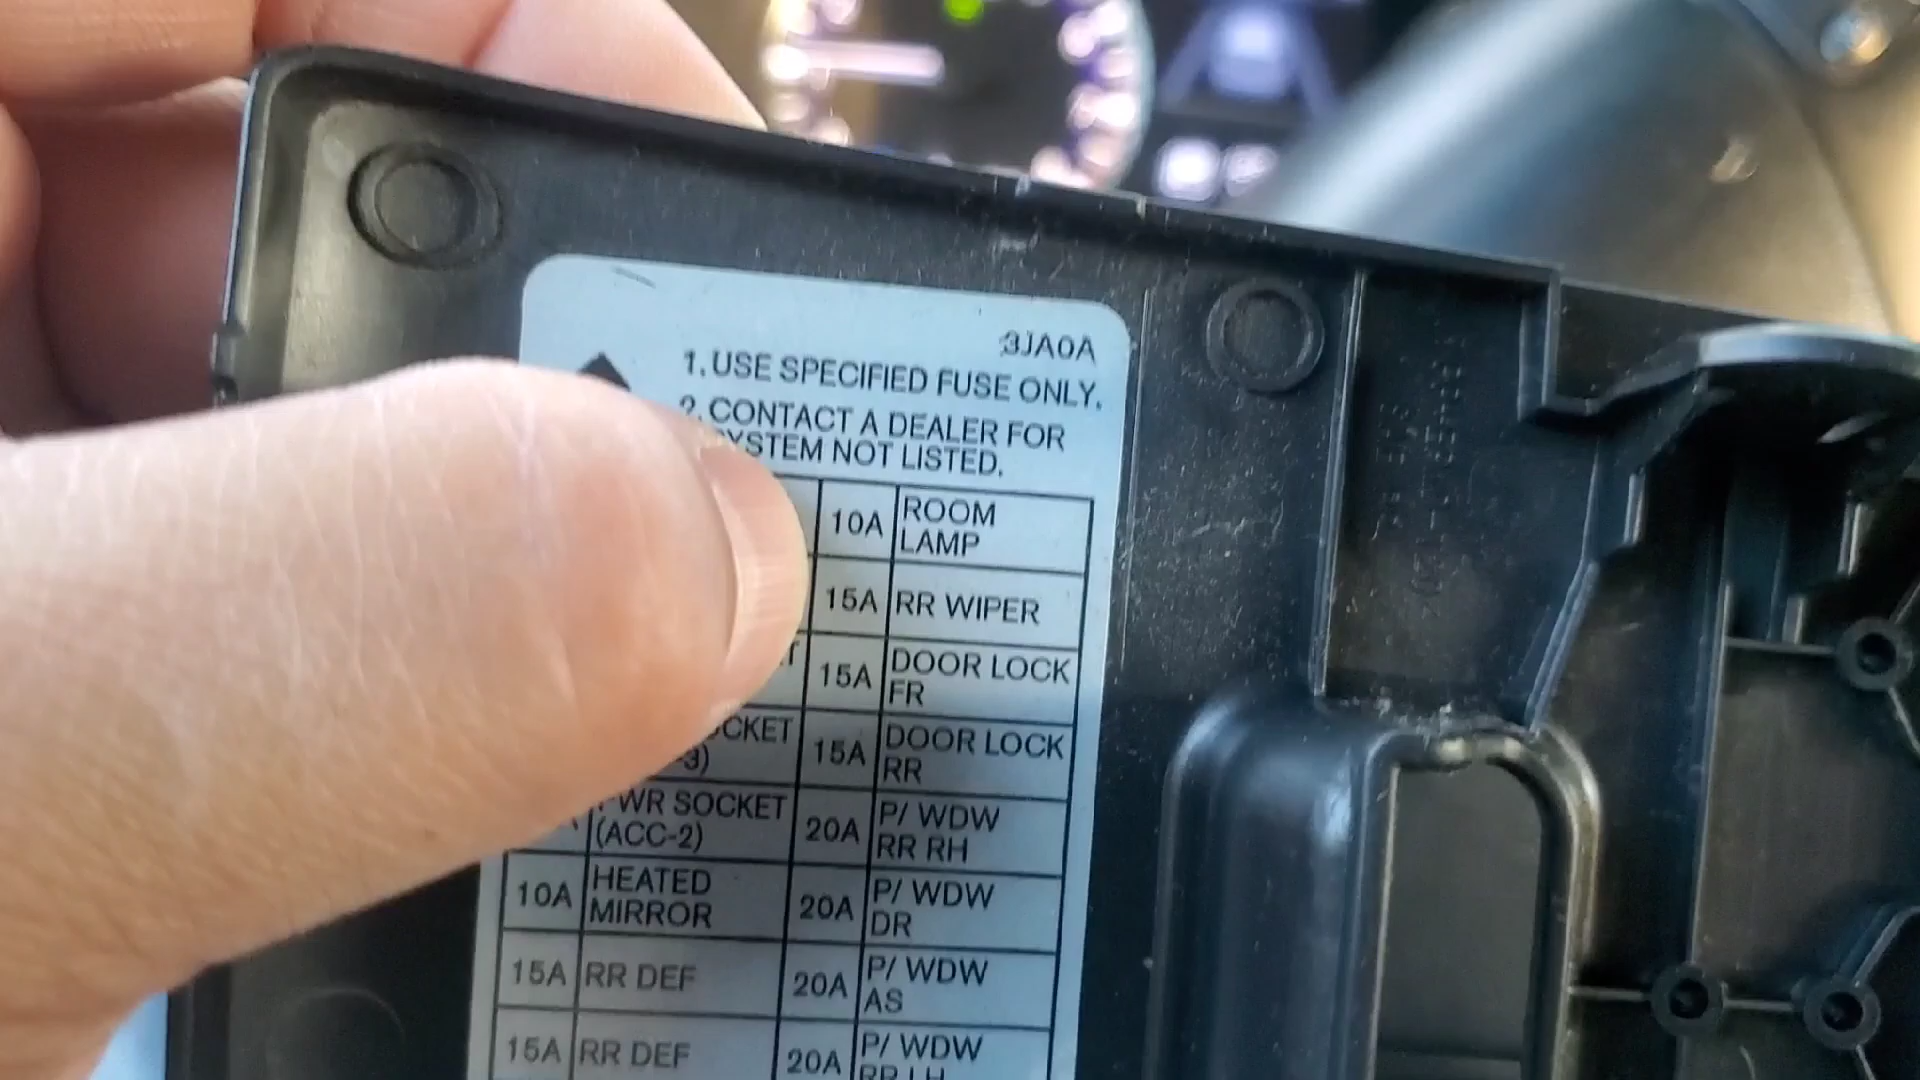 3JA0A
1. USE SPECIFIED FUSE ONLY.
2. CONTACT A DEALER FOR
SYSTEM NOT LISTED.
10A ROOM
LAMP
15A RR WIPER
15A DOOR LOCK
FR
15A DOOR LOCK
RR
PWR SOCKET
(ACC-2)
20A P/ WDW
RR RH
10A HEATED
MIRROR
20A P/ WDW
DR
15A RR DEF
20A P/ WDW
AS
15A RR DEF
20A P/ WDW
RR LH